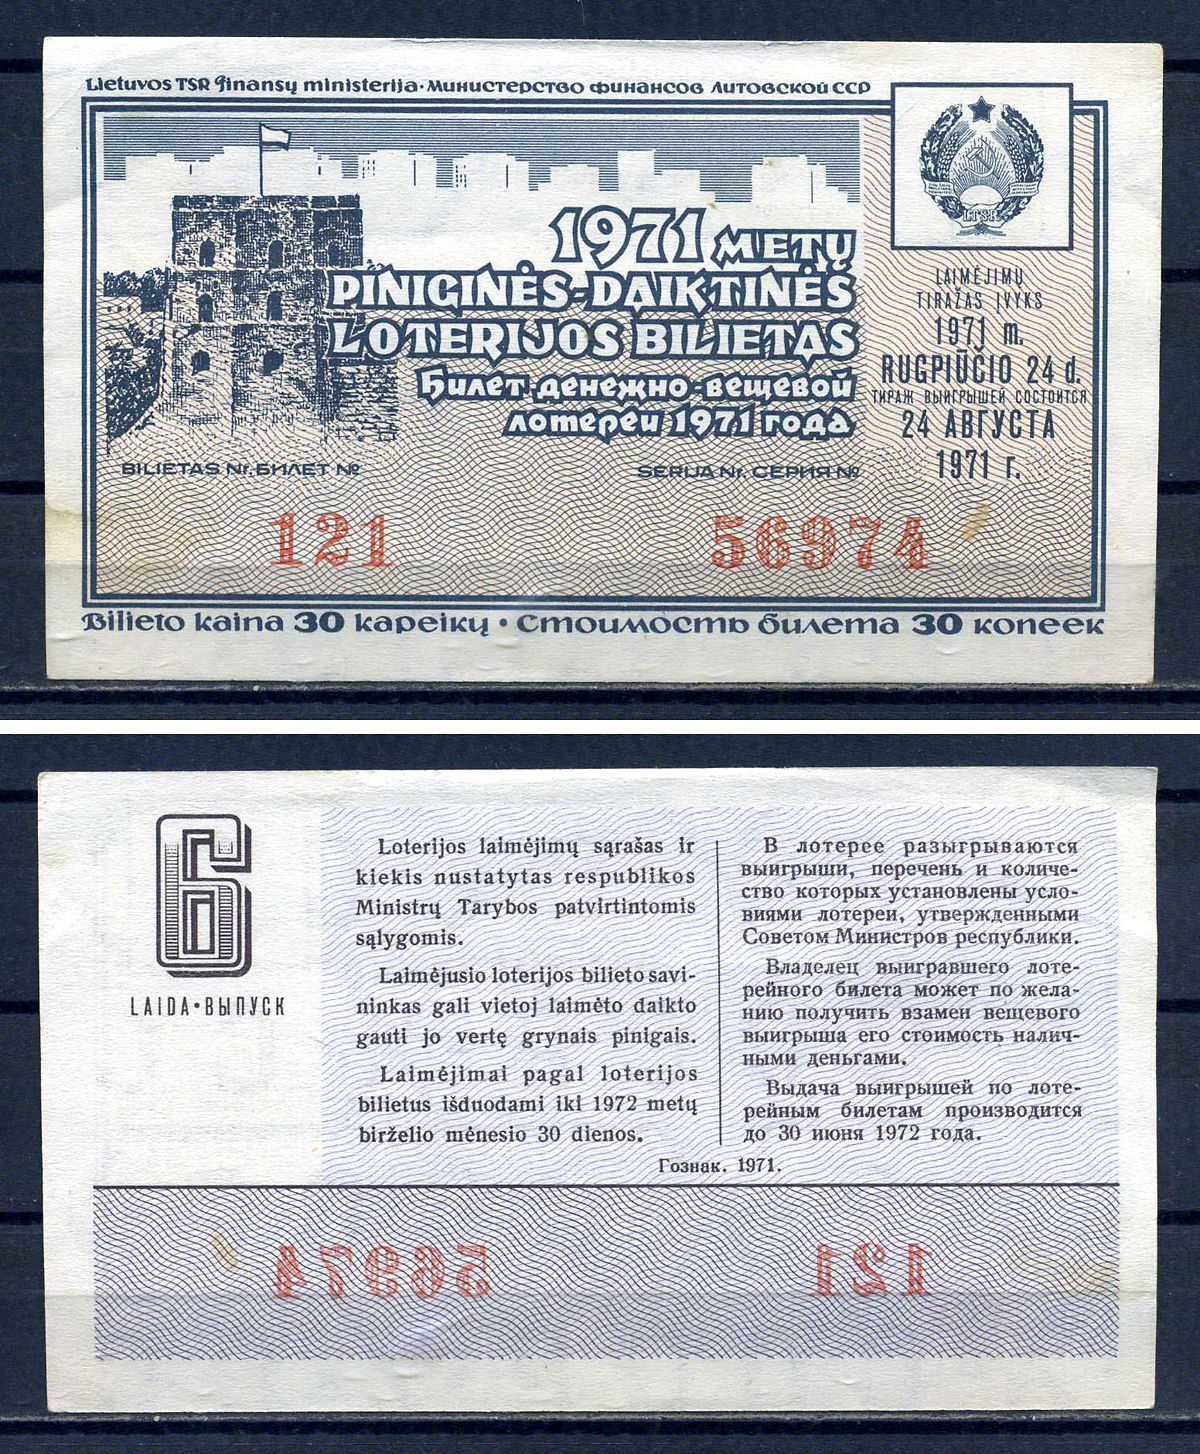 Lietuvos TSR finansų ministerija · Министерство финансов Литовской ССР
LTSR
1971 METŲ
PINIGINĖS-DAIKTINĖS
LOTERIJOS BILIETAS
Билет денежно-вещевой
лотереи 1971 года
LAIMĖJIMŲ
TIRAŽAS ĮVYKS
1971 m.
RUGPIŪČIO 24 d.
ТИРАЖ ВЫИГРЫШЕЙ СОСТОИТСЯ
24 АВГУСТА
1971 г.
BILIETAS Nr. БИЛЕТ №
SERIJA Nr. СЕРИЯ №
121
56974
Bilieto kaina 30 kapeikų · Стоимость билета 30 копеек
6
LAIDA · ВЫПУСК
Loterijos laimėjimų sąrašas ir
kiekis nustatytas respublikos
Ministrų Tarybos patvirtintomis
sąlygomis.
Laimėjusio loterijos bilieto savi-
ninkas gali vietoj laimėto daikto
gauti jo vertę grynais pinigais.
Laimėjimai pagal loterijos
bilietus išduodami iki 1972 metų
birželio mėnesio 30 dienos.
В лотерее разыгрываются
выигрыши, перечень и количе-
ство которых установлены усло-
виями лотереи, утвержденными
Советом Министров республики.
Владелец выигравшего лоте-
рейного билета может по жела-
нию получить взамен вещевого
выигрыша его стоимость налич-
ными деньгами.
Выдача выигрышей по лоте-
рейным билетам производится
до 30 июня 1972 года.
Гознак. 1971.
56974
121